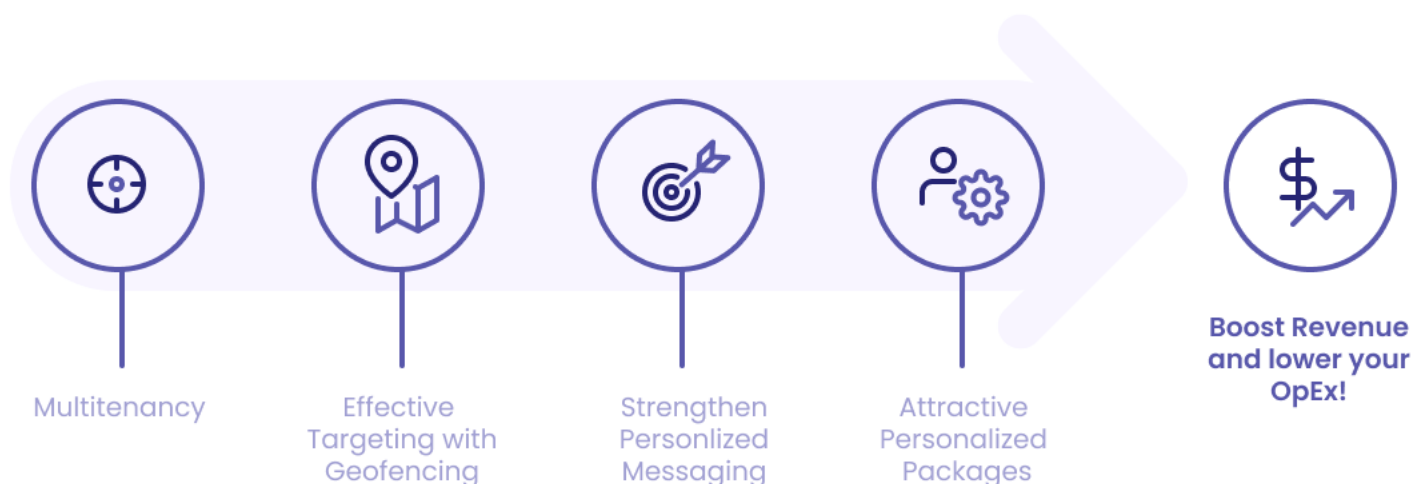 Multitenancy
Effective
Targeting with
Geofencing
Strengthen
Personlized
Messaging
Attractive
Personalized
Packages
Boost Revenue
and lower your
OpEx!